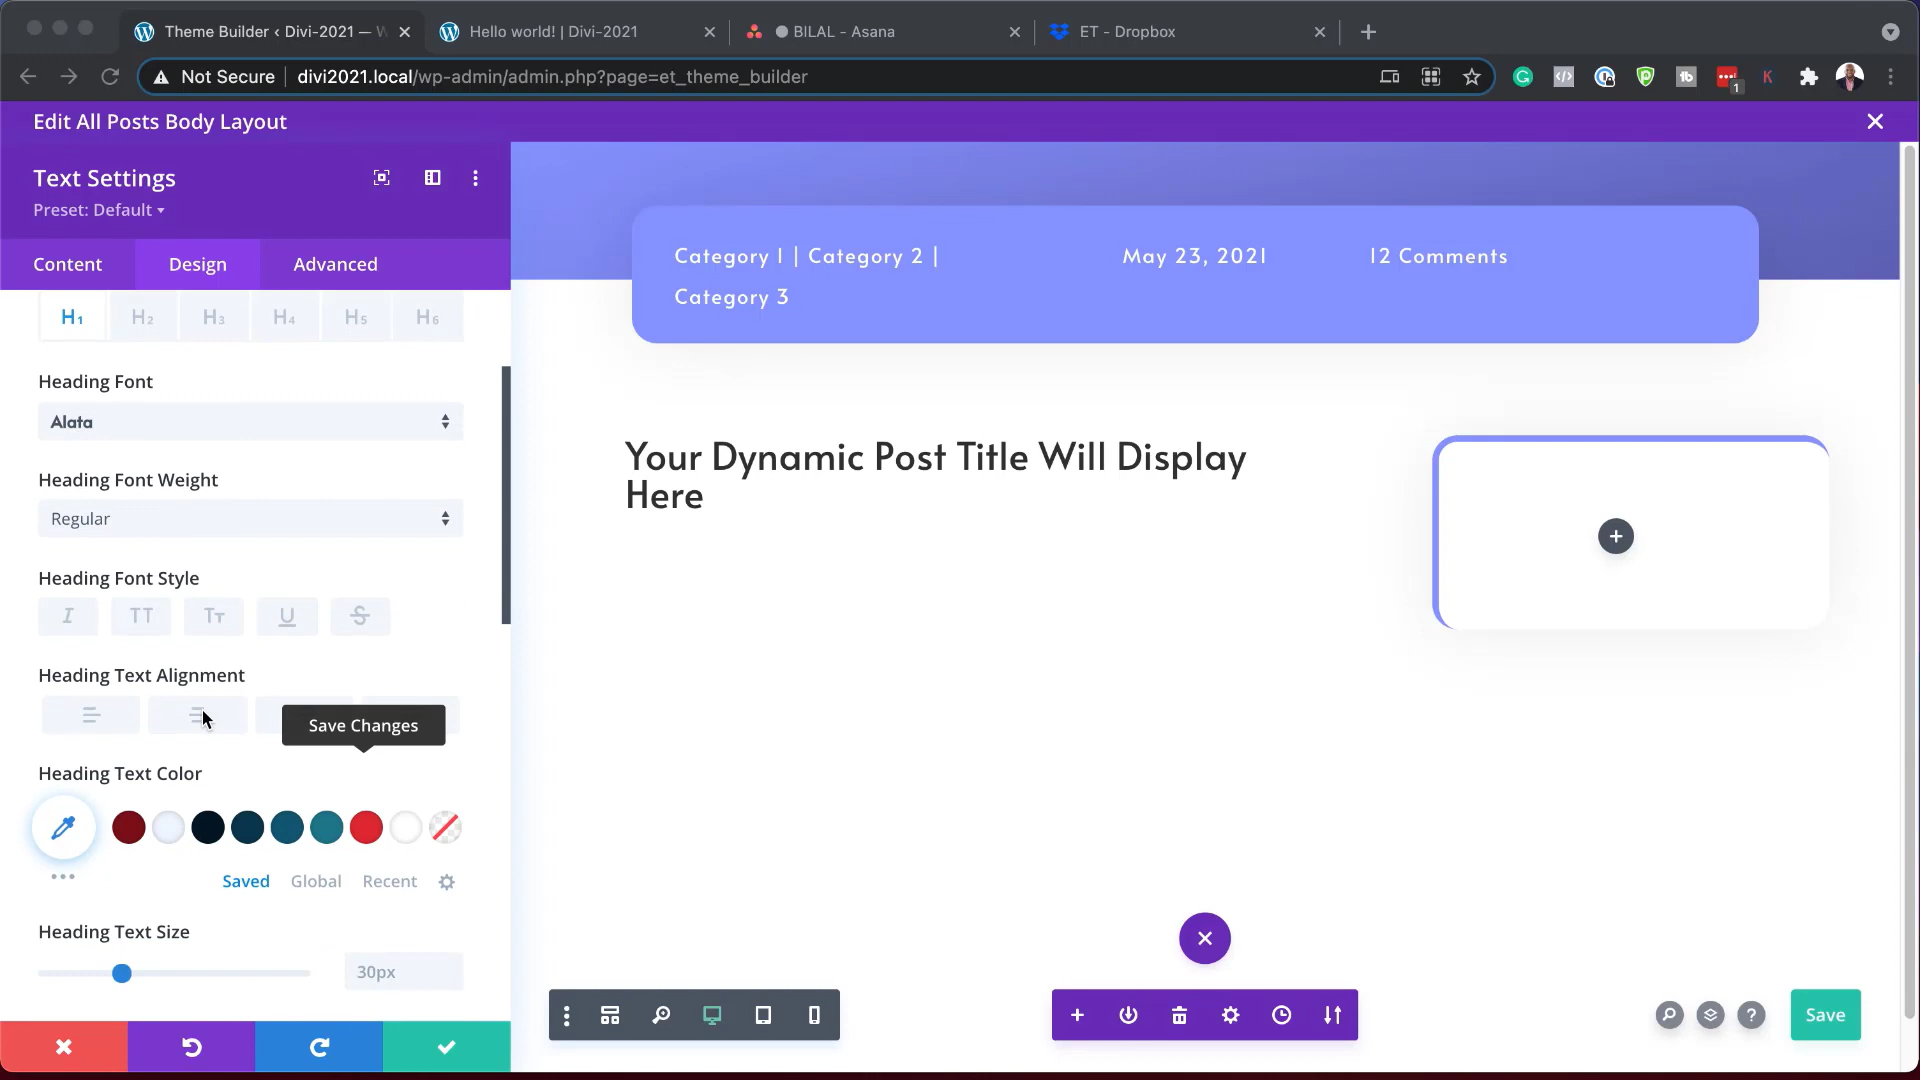 Theme Builder ‹ Divi-2021 — W
Hello world! | Divi-2021
BILAL - Asana
ET - Dropbox
Not Secure
divi2021.local/wp-admin/admin.php?page=et_theme_builder
1
Edit All Posts Body Layout
Text Settings
Preset: Default
Content
Design
Advanced
H1
H2
H3
H4
H5
H6
Heading Font
Alata
Heading Font Weight
Regular
Heading Font Style
I
TT
Tт
U
S
Heading Text Alignment
Save Changes
Heading Text Color
Saved
Global
Recent
Heading Text Size
30px
Category 1 | Category 2 |
Category 3
May 23, 2021
12 Comments
Your Dynamic Post Title Will Display
Here
?
Save